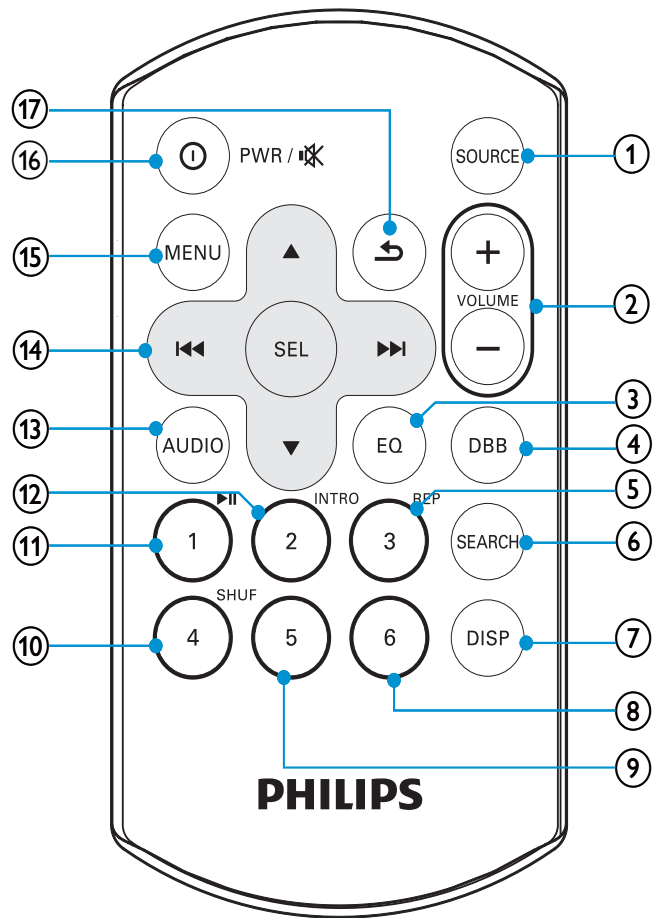 17
16
PWR /
SOURCE
1
15
MENU
+
VOLUME
−
2
14
SEL
3
13
AUDIO
EQ
DBB
4
12
INTRO
REP
5
11
1
2
3
SEARCH
6
SHUF
10
4
5
6
DISP
7
8
9
PHILIPS